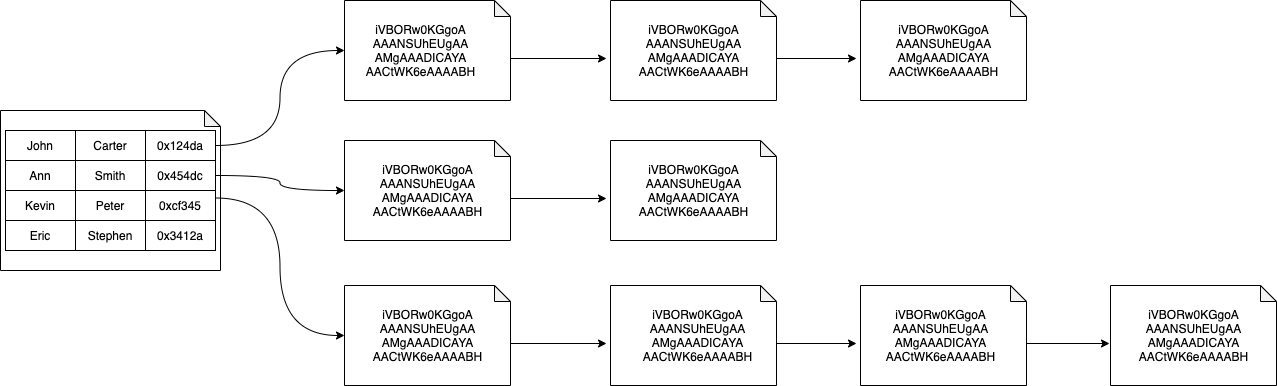 iVBORw0KGgoA
AAANSUhEUgAA
AMgAAADICAYA
AACtWK6eAAAABH
iVBORw0KGgoA
AAANSUhEUgAA
AMgAAADICAYA
AACtWK6eAAAABH
iVBORw0KGgoA
AAANSUhEUgAA
AMgAAADICAYA
AACtWK6eAAAABH
John Carter 0x124da
Ann Smith 0x454dc
Kevin Peter 0xcf345
Eric Stephen 0x3412a
iVBORw0KGgoA
AAANSUhEUgAA
AMgAAADICAYA
AACtWK6eAAAABH
iVBORw0KGgoA
AAANSUhEUgAA
AMgAAADICAYA
AACtWK6eAAAABH
iVBORw0KGgoA
AAANSUhEUgAA
AMgAAADICAYA
AACtWK6eAAAABH
iVBORw0KGgoA
AAANSUhEUgAA
AMgAAADICAYA
AACtWK6eAAAABH
iVBORw0KGgoA
AAANSUhEUgAA
AMgAAADICAYA
AACtWK6eAAAABH
iVBORw0KGgoA
AAANSUhEUgAA
AMgAAADICAYA
AACtWK6eAAAABH